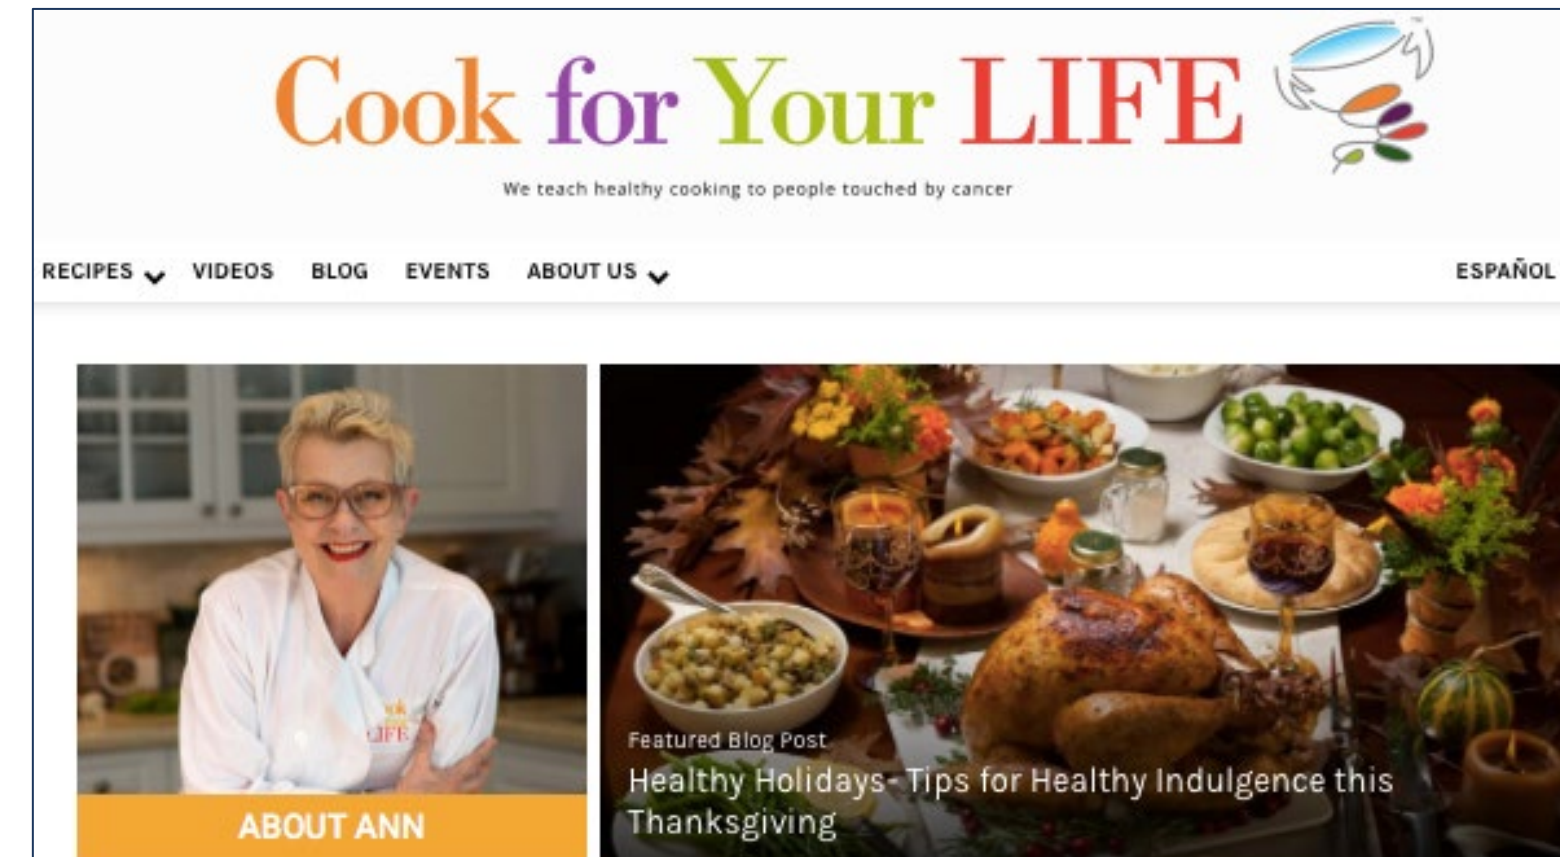 Cook for Your LIFE
We teach healthy cooking to people touched by cancer
RECIPES VIDEOS BLOG EVENTS ABOUT US ESPAÑOL
LIFE
ABOUT ANN
Featured Blog Post
Healthy Holidays- Tips for Healthy Indulgence this
Thanksgiving